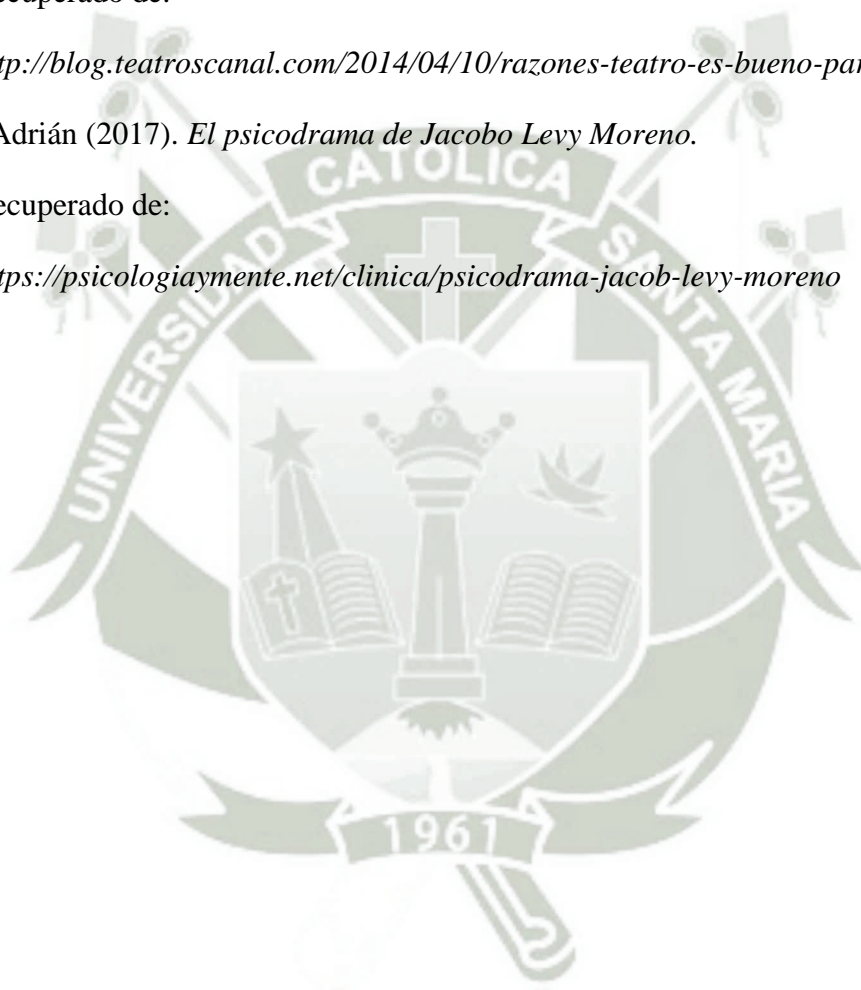 ecuperado de:
tp://blog.teatroscanal.com/2014/04/10/razones-teatro-es-bueno-par
Adrián (2017). El psicodrama de Jacobo Levy Moreno.
ecuperado de:
tps://psicologiaymente.net/clinica/psicodrama-jacob-levy-moreno
UNIVERSIDAD CATOLICA SANTA MARIA
1961